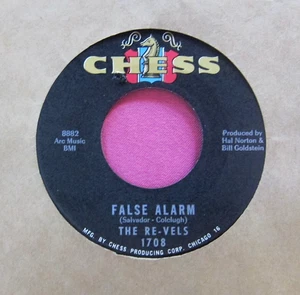 CHESS
8882
Arc Music
BMI
Produced by
Hal Norton &
Bill Goldstein
FALSE ALARM
(Salvador - Colclugh)
THE RE-VELS
1708
MFG. BY CHESS PRODUCING CORP. CHICAGO 16